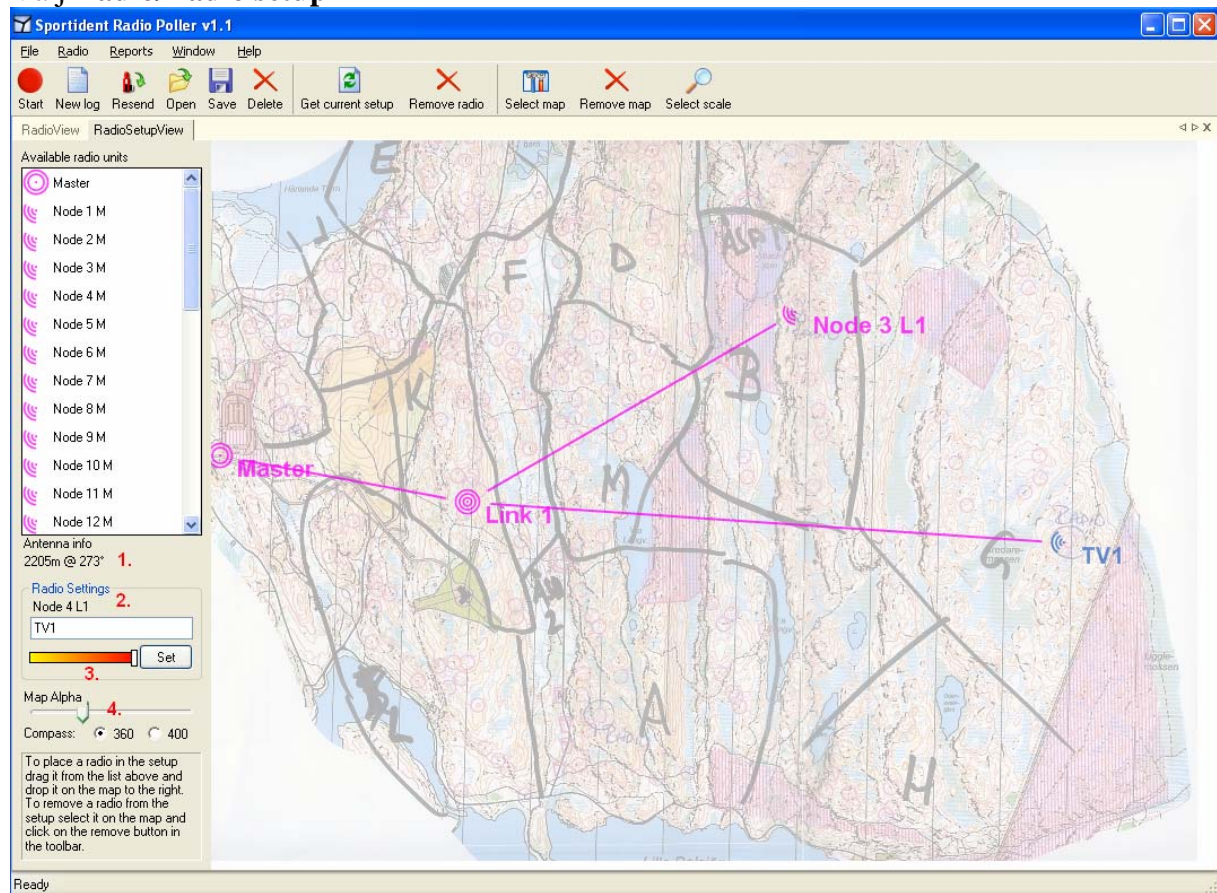 Sportident Radio Poller v1.1
File Radio Reports Window Help
Start New log Resend Open Save Delete Get current setup Remove radio Select map Remove map Select scale
RadioView RadioSetupView
Available radio units
Master
Node 1 M
Node 2 M
Node 3 M
Node 4 M
Node 5 M
Node 6 M
Node 7 M
Node 8 M
Node 9 M
Node 10 M
Node 11 M
Node 12 M
Antenna info
2205m @ 273° 1.
Radio Settings
Node 4 L1 2.
TV1
Set
3.
Map Alpha
4.
Compass: 360 400
To place a radio in the setup
drag it from the list above and
drop it on the map to the right.
To remove a radio from the
setup select it on the map and
click on the remove button in
the toolbar.
E
J
F
D
ASP 1
Node 3 L1
B
K
Master
Link 1
M
TV1
G
2
L
A
H
Ready